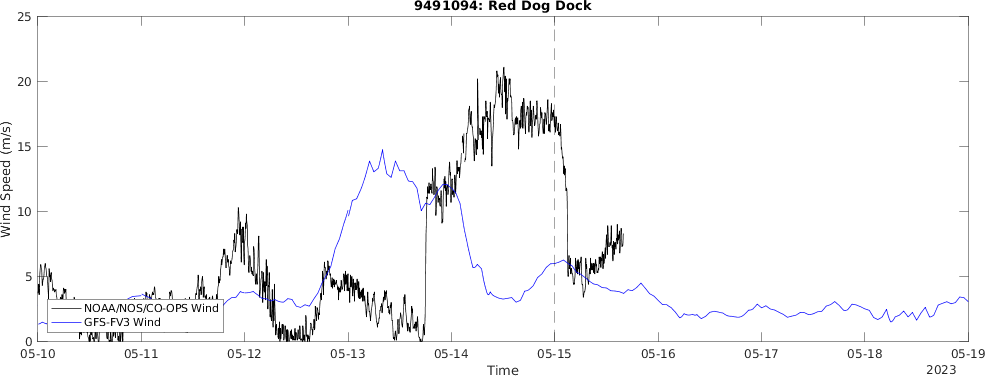 9491094: Red Dog Dock
25
20
15
10
5
0
Wind Speed (m/s)
NOAA/NOS/CO-OPS Wind
GFS-FV3 Wind
05-10 05-11 05-12 05-13 05-14 05-15 05-16 05-17 05-18 05-19
Time
2023